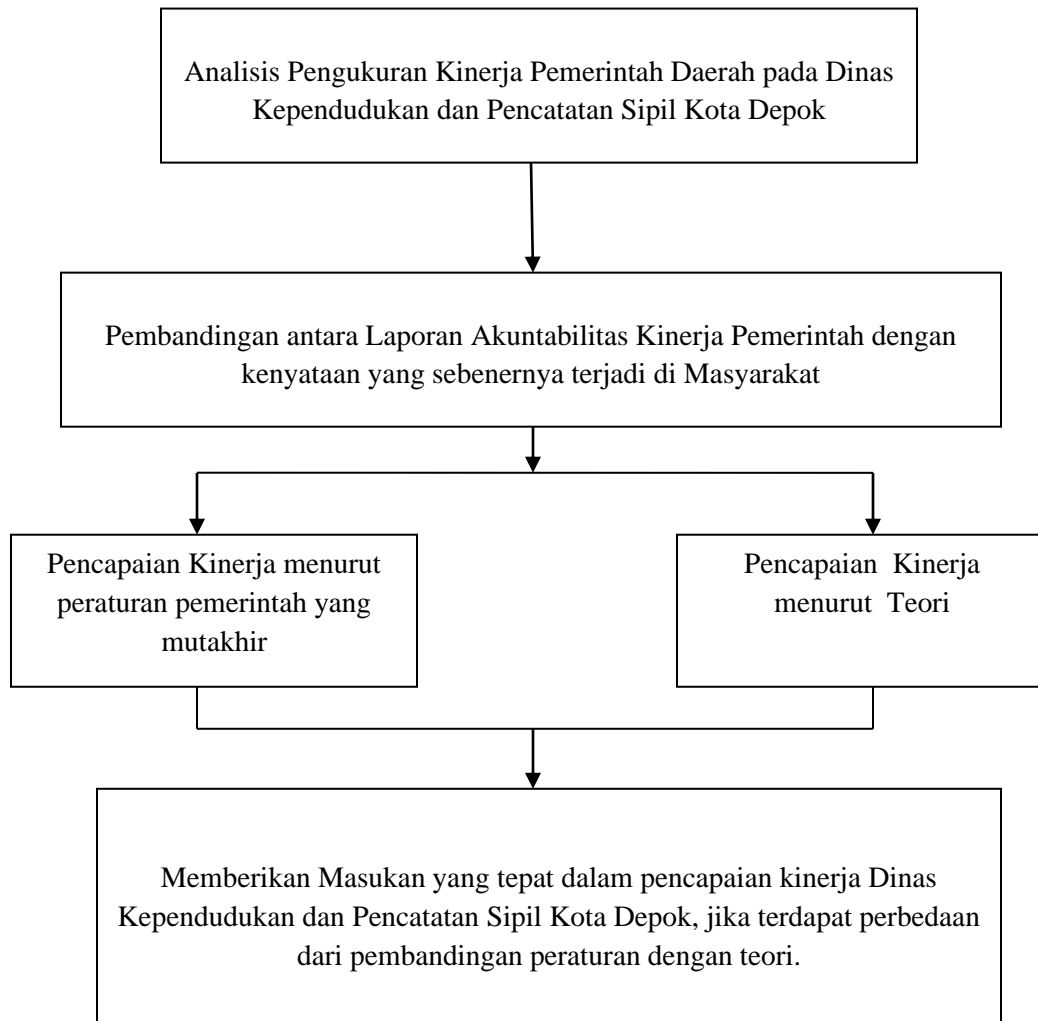 Analisis Pengukuran Kinerja Pemerintah Daerah pada Dinas
Kependudukan dan Pencatatan Sipil Kota Depok
Pembandingan antara Laporan Akuntabilitas Kinerja Pemerintah dengan
kenyataan yang sebenernya terjadi di Masyarakat
Pencapaian Kinerja menurut
peraturan pemerintah yang
mutakhir
Pencapaian Kinerja
menurut Teori
Memberikan Masukan yang tepat dalam pencapaian kinerja Dinas
Kependudukan dan Pencatatan Sipil Kota Depok, jika terdapat perbedaan
dari pembandingan peraturan dengan teori.